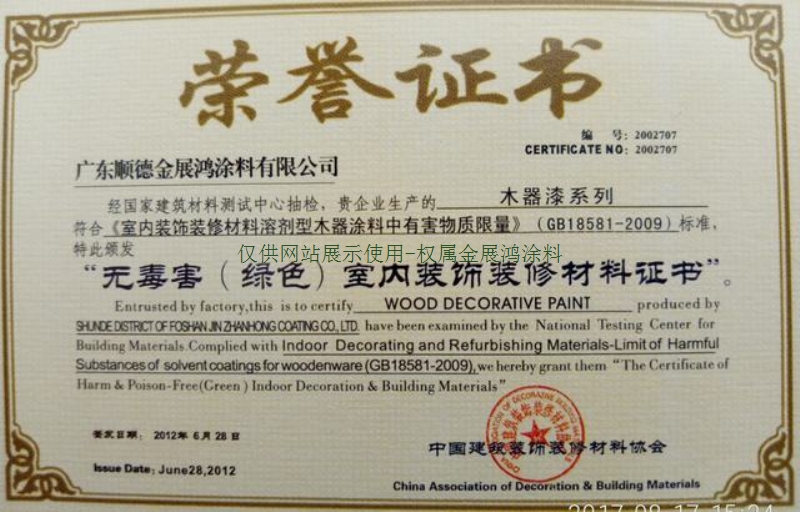 荣誉证书
编 号: 2002707
CERTIFICATE NO: 2002707
广东顺德金展鸿涂料有限公司
经国家建筑材料测试中心抽检，贵企业生产的 木器漆系列
符合《室内装饰装修材料溶剂型木器涂料中有害物质限量》(GB18581-2009)标准,
特此颁发
仅供网站展示使用-权属金展鸿涂料
“无毒害（绿色）室内装饰装修材料证书”。
Entrusted by factory,this is to certify WOOD DECORATIVE PAINT produced by
SHUNDE DISTRICT OF FOSHAN JIN ZHANHONG COATING CO., LTD. have been examined by the National Testing Center for
Building Materials.Complied with Indoor Decorating and Refurbishing Materials-Limit of Harmful
Substances of solvent coatings for woodenware (GB18581-2009),we hereby grant them “The Certificate of
Harm & Poison-Free(Green ) Indoor Decoration & Building Materials”
签发日期: 2012年 6月 28 日
中国建筑装饰装修材料协会
Issue Date: June28,2012
China Association of Decoration & Building Materials
2017-08-17 15:24